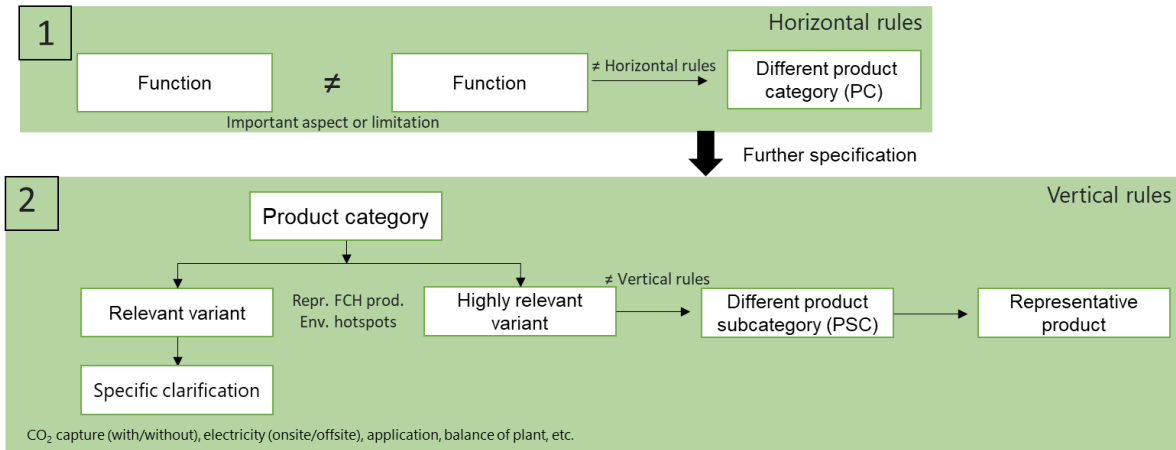 1
Horizontal rules
Function
≠
Function
≠ Horizontal rules
Different product
category (PC)
Important aspect or limitation
Further specification
2
Vertical rules
Product category
Relevant variant
Repr. FCH prod.
Env. hotspots
Highly relevant
variant
≠ Vertical rules
Different product
subcategory (PSC)
Representative
product
Specific clarification
CO₂ capture (with/without), electricity (onsite/offsite), application, balance of plant, etc.